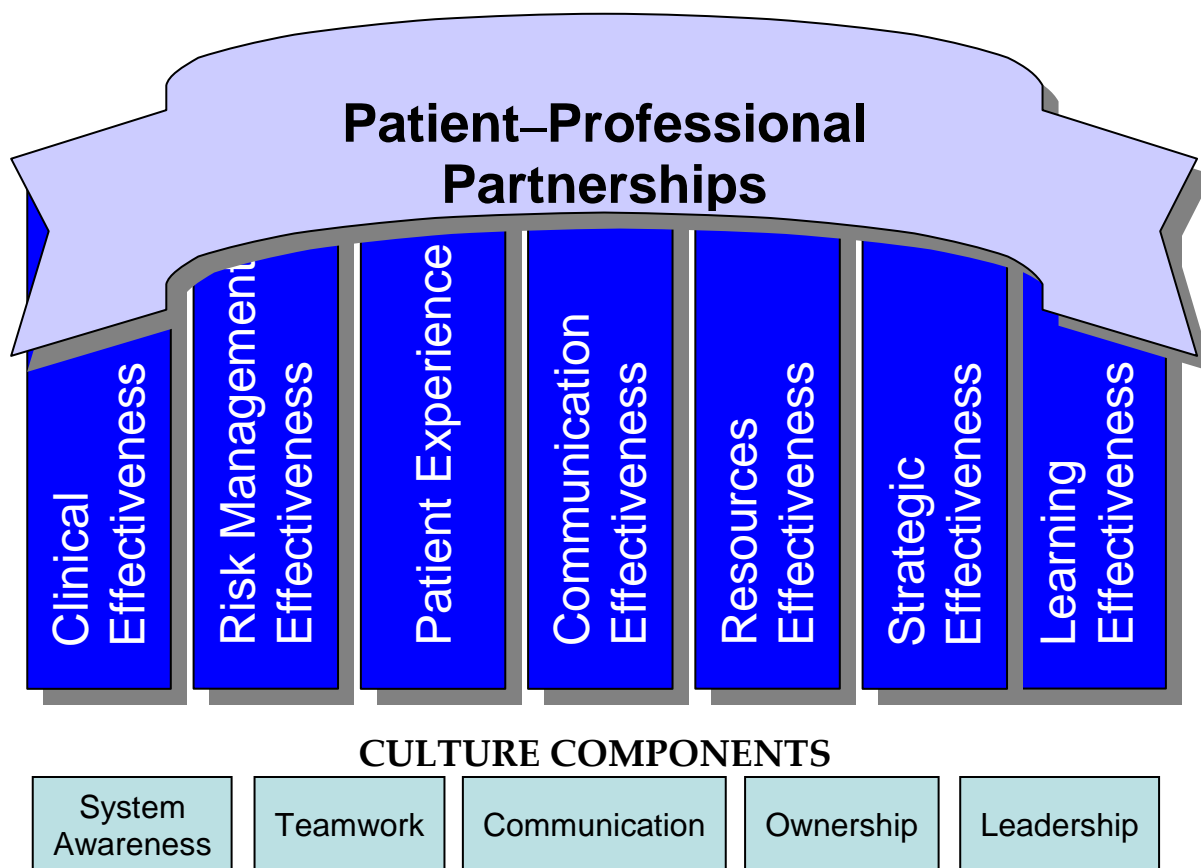 Patient–Professional
Partnerships
Clinical
Effectiveness
Risk Management
Effectiveness
Patient Experience
Communication
Effectiveness
Resources
Effectiveness
Strategic
Effectiveness
Learning
Effectiveness
CULTURE COMPONENTS
System
Awareness
Teamwork
Communication
Ownership
Leadership